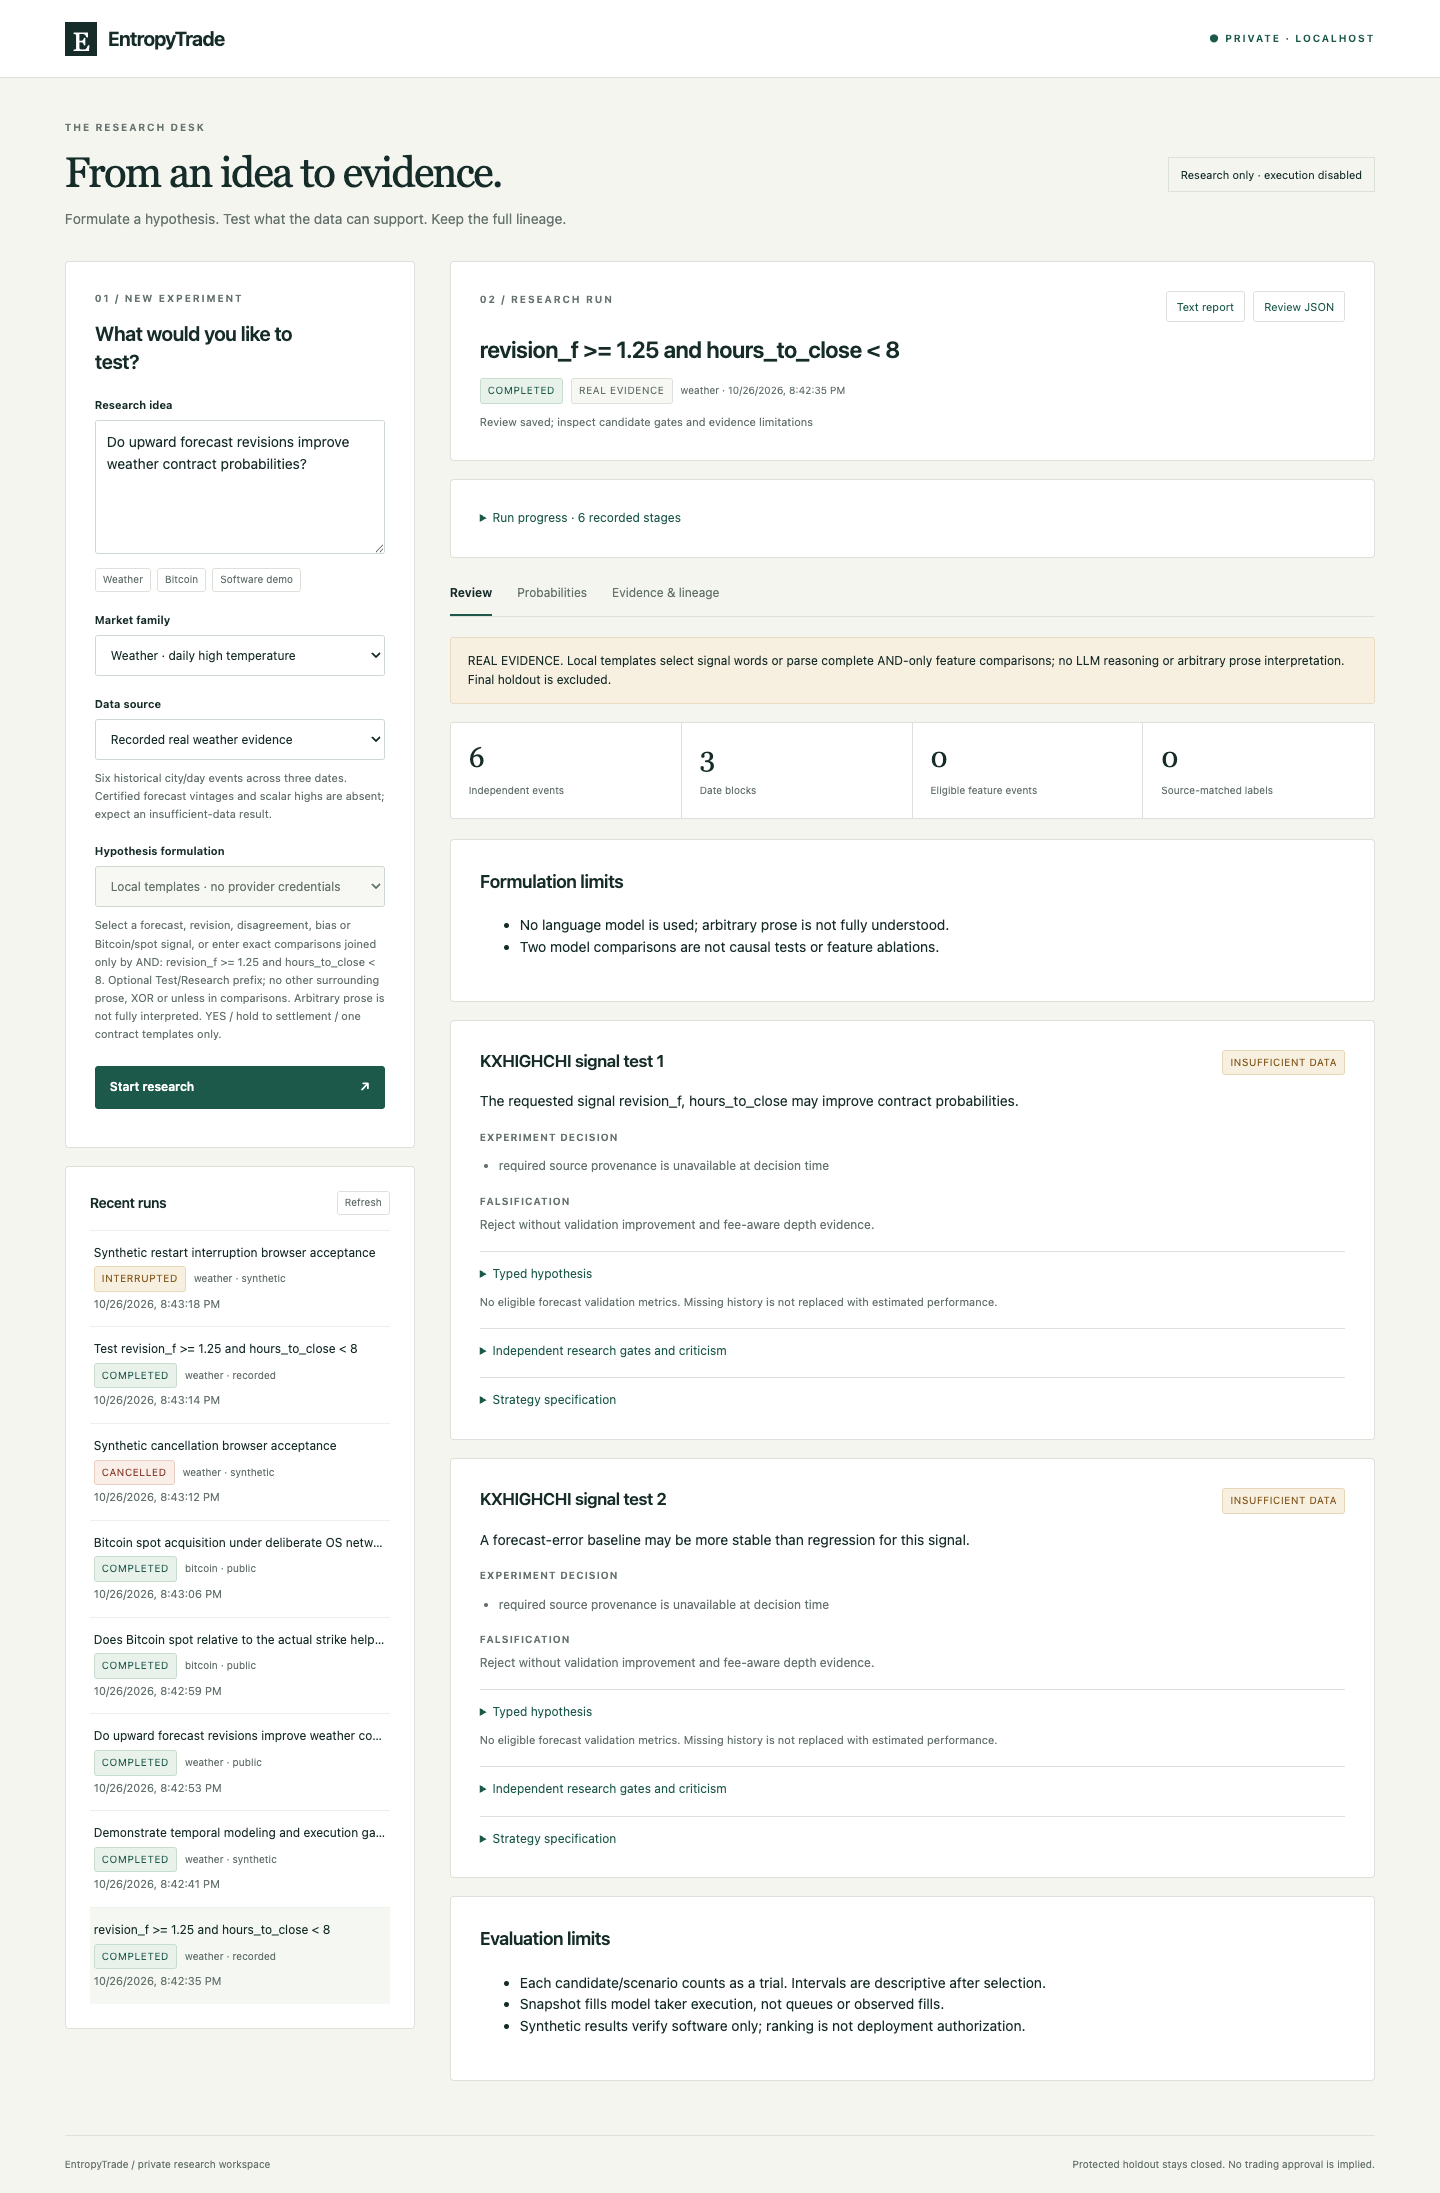 E EntropyTrade
PRIVATE · LOCALHOST
THE RESEARCH DESK
From an idea to evidence.
Research only · execution disabled
Formulate a hypothesis. Test what the data can support. Keep the full lineage.
01 / NEW EXPERIMENT
What would you like to
test?
Research idea
Do upward forecast revisions improve
weather contract probabilities?
Weather
Bitcoin
Software demo
Market family
Weather · daily high temperature
Data source
Recorded real weather evidence
Six historical city/day events across three dates.
Certified forecast vintages and scalar highs are absent;
expect an insufficient-data result.
Hypothesis formulation
Local templates · no provider credentials
Select a forecast, revision, disagreement, bias or
Bitcoin/spot signal, or enter exact comparisons joined
only by AND: revision_f >= 1.25 and hours_to_close <
8. Optional Test/Research prefix; no other surrounding
prose, XOR or unless in comparisons. Arbitrary prose is
not fully interpreted. YES / hold to settlement / one
contract templates only.
Start research ↗
Recent runs
Refresh
Synthetic restart interruption browser acceptance
INTERRUPTED weather · synthetic
10/26/2026, 8:43:18 PM
Test revision_f >= 1.25 and hours_to_close < 8
COMPLETED weather · recorded
10/26/2026, 8:43:14 PM
Synthetic cancellation browser acceptance
CANCELLED weather · synthetic
10/26/2026, 8:43:12 PM
Bitcoin spot acquisition under deliberate OS netw...
COMPLETED bitcoin · public
10/26/2026, 8:43:06 PM
Does Bitcoin spot relative to the actual strike help...
COMPLETED bitcoin · public
10/26/2026, 8:42:59 PM
Do upward forecast revisions improve weather co...
COMPLETED weather · public
10/26/2026, 8:42:53 PM
Demonstrate temporal modeling and execution ga...
COMPLETED weather · synthetic
10/26/2026, 8:42:41 PM
revision_f >= 1.25 and hours_to_close < 8
COMPLETED weather · recorded
10/26/2026, 8:42:35 PM
02 / RESEARCH RUN
Text report
Review JSON
revision_f >= 1.25 and hours_to_close < 8
COMPLETED REAL EVIDENCE weather · 10/26/2026, 8:42:35 PM
Review saved; inspect candidate gates and evidence limitations
▶ Run progress · 6 recorded stages
Review
Probabilities
Evidence & lineage
REAL EVIDENCE. Local templates select signal words or parse complete AND-only feature comparisons; no LLM reasoning or arbitrary prose interpretation.
Final holdout is excluded.
6
Independent events
3
Date blocks
0
Eligible feature events
0
Source-matched labels
Formulation limits
• No language model is used; arbitrary prose is not fully understood.
• Two model comparisons are not causal tests or feature ablations.
KXHIGHCHI signal test 1
INSUFFICIENT DATA
The requested signal revision_f, hours_to_close may improve contract probabilities.
EXPERIMENT DECISION
• required source provenance is unavailable at decision time
FALSIFICATION
Reject without validation improvement and fee-aware depth evidence.
▶ Typed hypothesis
No eligible forecast validation metrics. Missing history is not replaced with estimated performance.
▶ Independent research gates and criticism
▶ Strategy specification
KXHIGHCHI signal test 2
INSUFFICIENT DATA
A forecast-error baseline may be more stable than regression for this signal.
EXPERIMENT DECISION
• required source provenance is unavailable at decision time
FALSIFICATION
Reject without validation improvement and fee-aware depth evidence.
▶ Typed hypothesis
No eligible forecast validation metrics. Missing history is not replaced with estimated performance.
▶ Independent research gates and criticism
▶ Strategy specification
Evaluation limits
• Each candidate/scenario counts as a trial. Intervals are descriptive after selection.
• Snapshot fills model taker execution, not queues or observed fills.
• Synthetic results verify software only; ranking is not deployment authorization.
EntropyTrade / private research workspace
Protected holdout stays closed. No trading approval is implied.